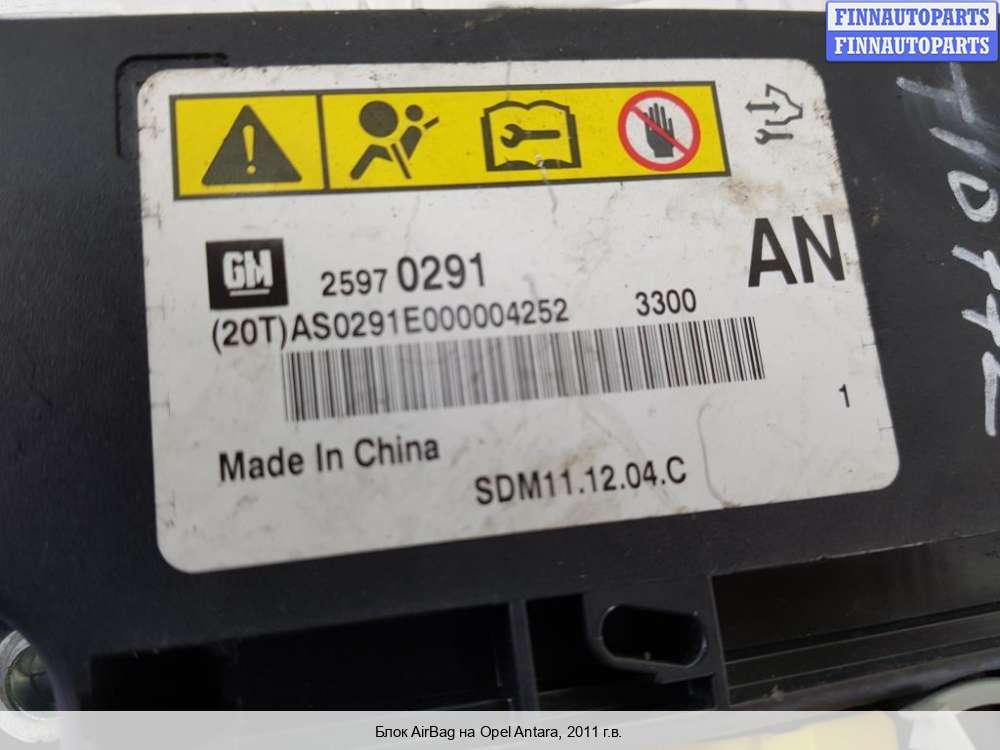 FINNAUTOPARTS
FINNAUTOPARTS
GM 2597 0291
AN
(20T)AS0291E000004252 3300
1
Made In China
SDM11.12.04.C
Блок AirBag на Opel Antara, 2011 г.в.